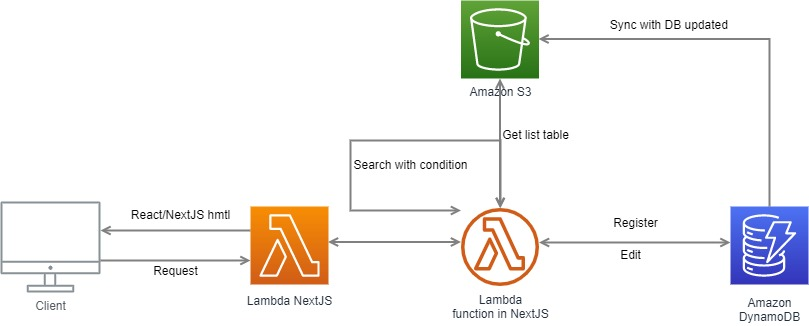 Sync with DB updated
Amazon S3
Get list table
Search with condition
React/NextJS hmtl
Request
Client
Lambda NextJS
Lambda
function in NextJS
Register
Edit
Amazon
DynamoDB